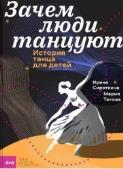 Зачем
люди
танцуют
История
танца
для детей
Ирина
Сироткина
Мария
Титова